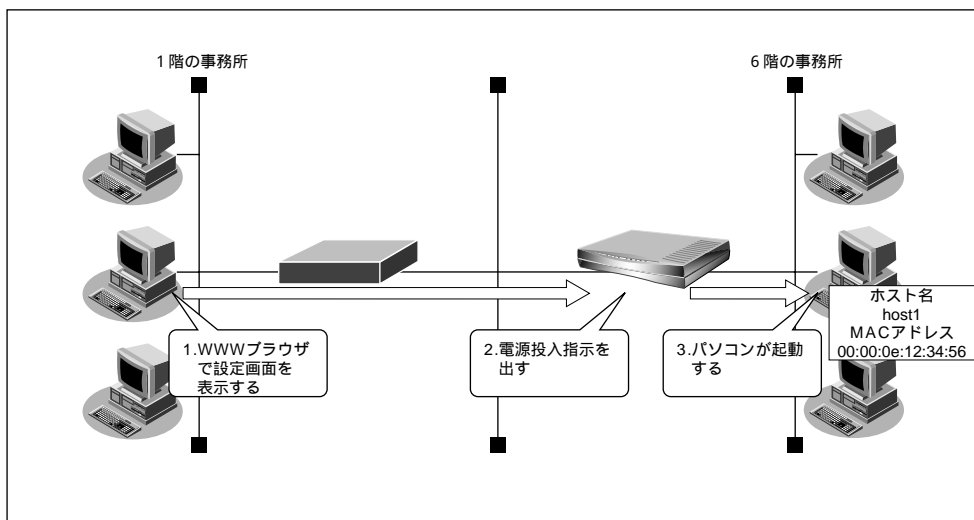 1 階の事務所
6 階の事務所
1.WWWブラウザ
で設定画面を
表示する
2.電源投入指示を
出す
3.パソコンが起動
する
ホスト名
host1
MACアドレス
00:00:0e:12:34:56